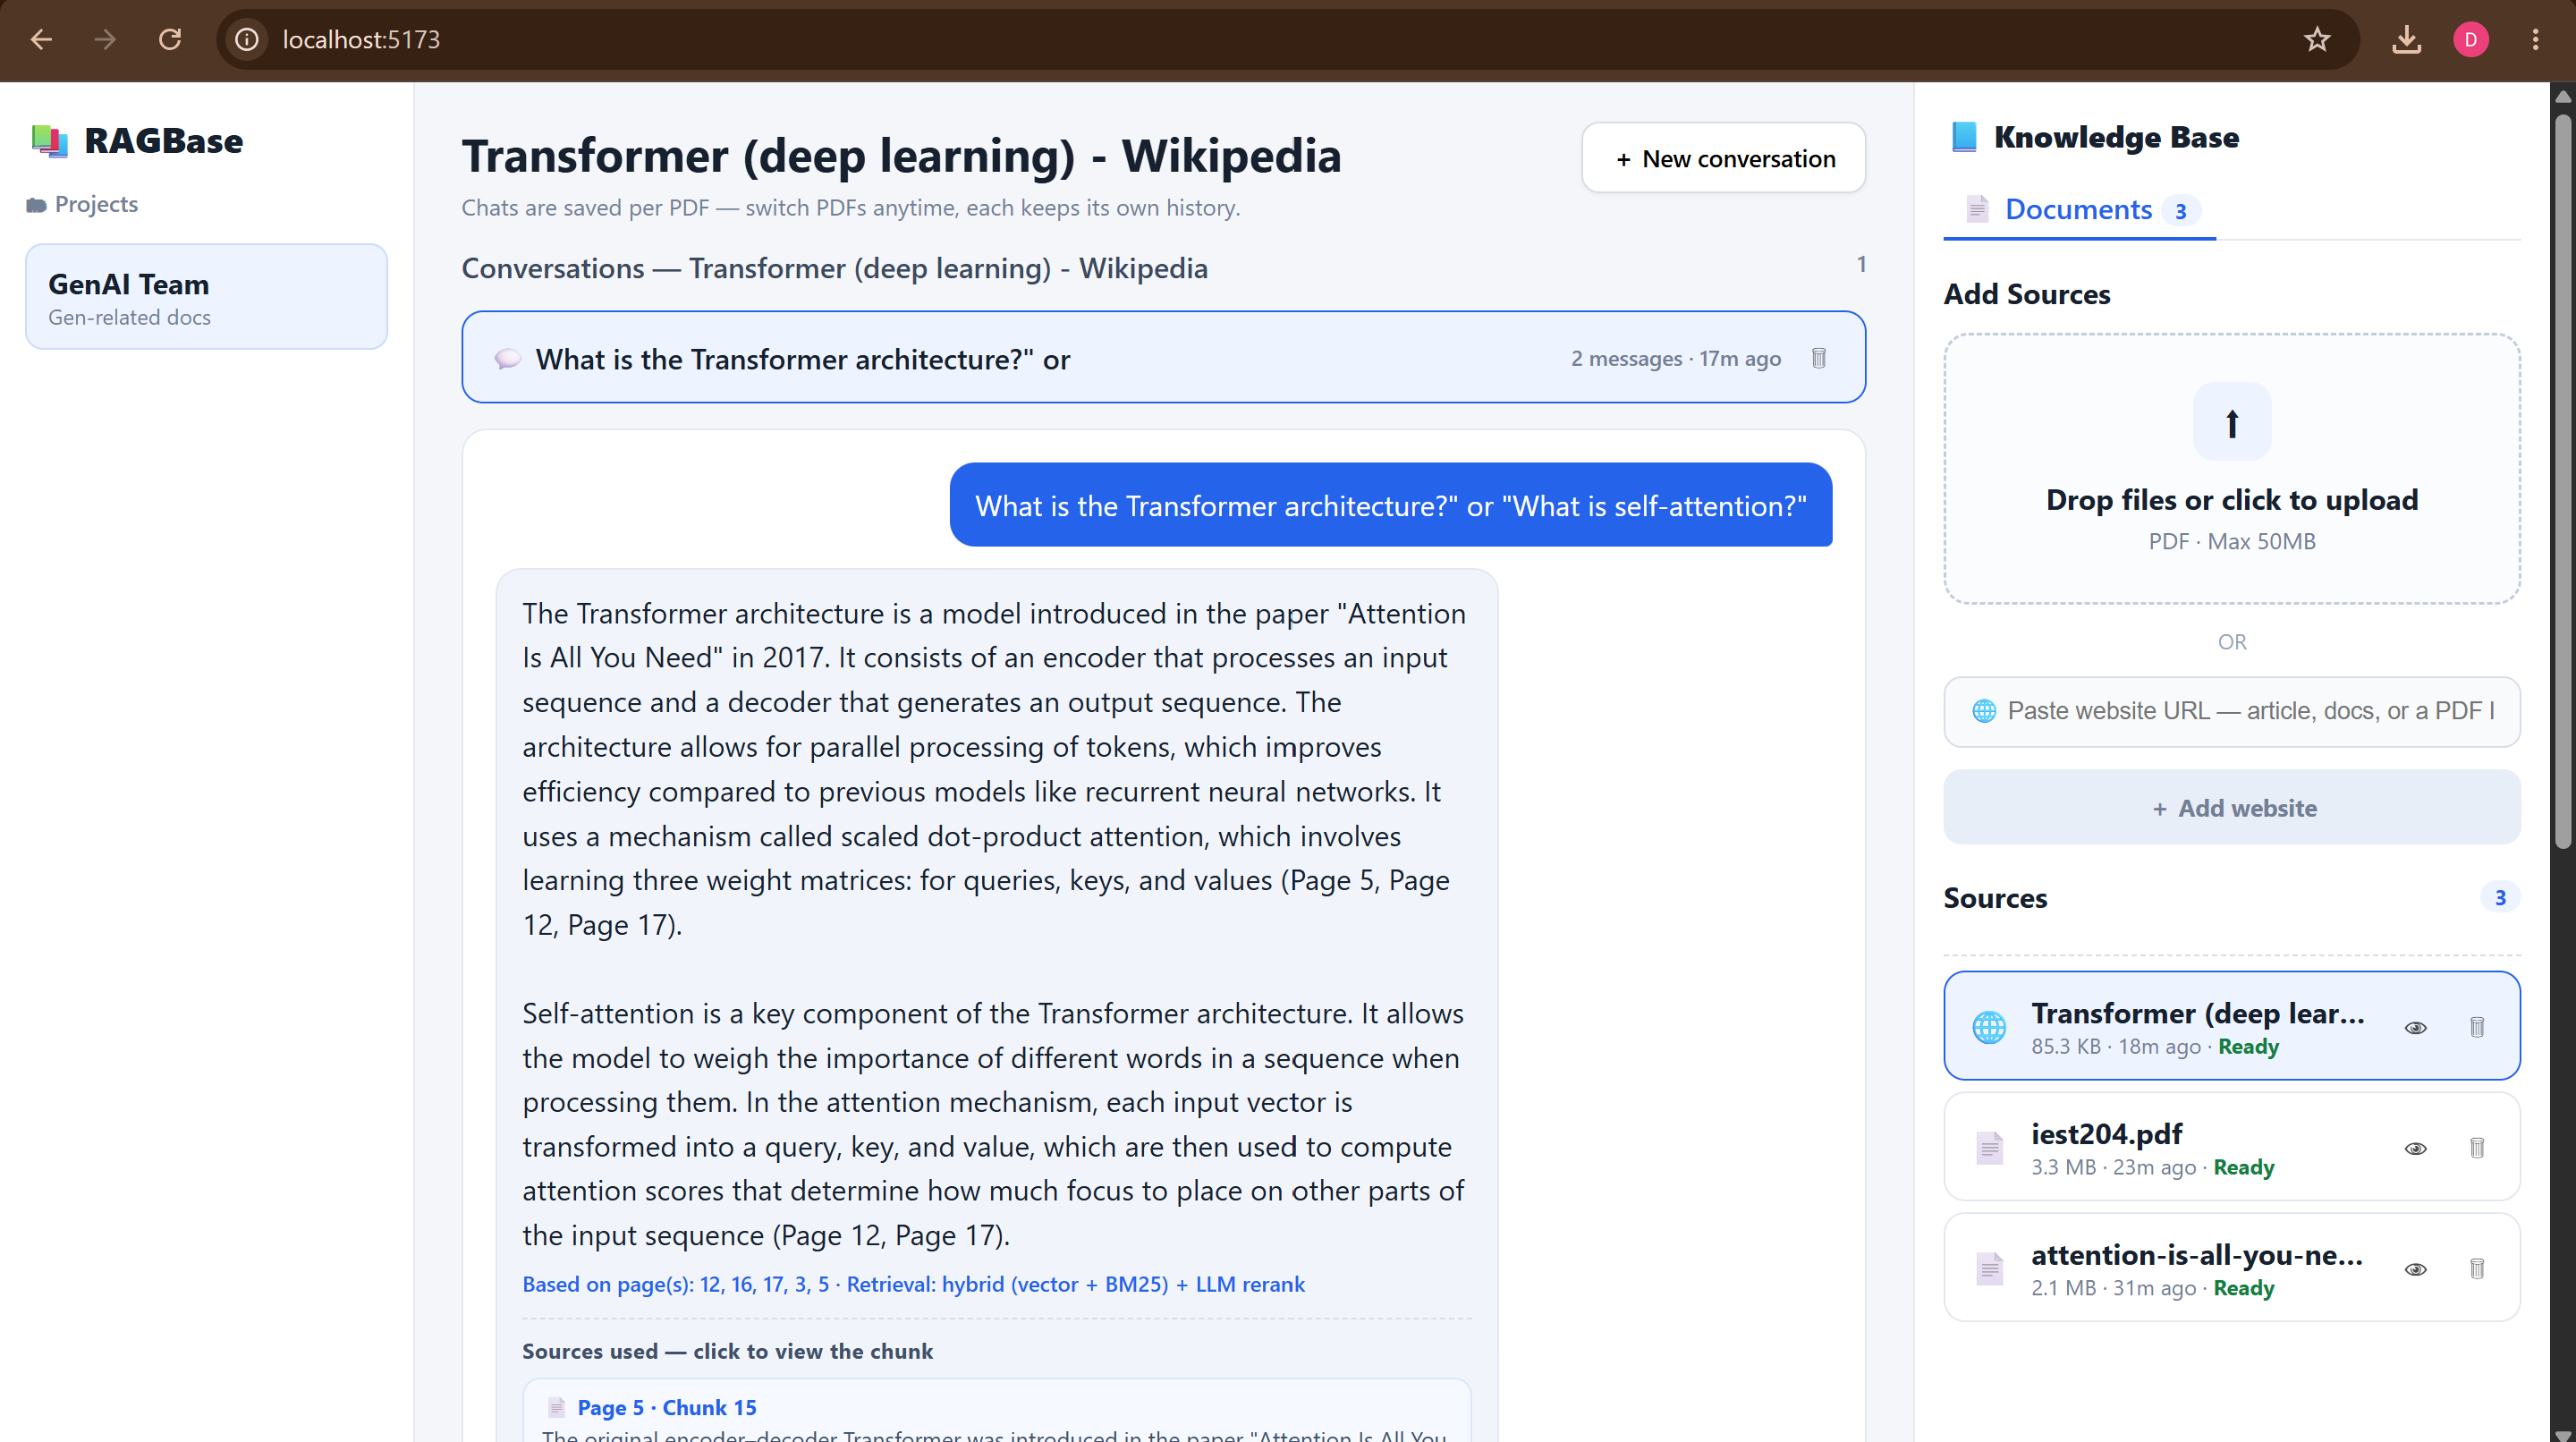 localhost:5173
D
RAGBase
Projects
GenAI Team
Gen-related docs
Transformer (deep learning) - Wikipedia
+ New conversation
Chats are saved per PDF — switch PDFs anytime, each keeps its own history.
Conversations — Transformer (deep learning) - Wikipedia
1
What is the Transformer architecture?" or
2 messages · 17m ago
What is the Transformer architecture?" or "What is self-attention?"
The Transformer architecture is a model introduced in the paper "Attention
Is All You Need" in 2017. It consists of an encoder that processes an input
sequence and a decoder that generates an output sequence. The
architecture allows for parallel processing of tokens, which improves
efficiency compared to previous models like recurrent neural networks. It
uses a mechanism called scaled dot-product attention, which involves
learning three weight matrices: for queries, keys, and values (Page 5, Page
12, Page 17).
Self-attention is a key component of the Transformer architecture. It allows
the model to weigh the importance of different words in a sequence when
processing them. In the attention mechanism, each input vector is
transformed into a query, key, and value, which are then used to compute
attention scores that determine how much focus to place on other parts of
the input sequence (Page 12, Page 17).
Based on page(s): 12, 16, 17, 3, 5 · Retrieval: hybrid (vector + BM25) + LLM rerank
Sources used — click to view the chunk
Page 5 · Chunk 15
The original encoder–decoder Transformer was introduced in the paper "Attention Is All You
Knowledge Base
Documents 3
Add Sources
Drop files or click to upload
PDF · Max 50MB
OR
Paste website URL — article, docs, or a PDF l
+ Add website
Sources
3
Transformer (deep lear...
85.3 KB · 18m ago · Ready
iest204.pdf
3.3 MB · 23m ago · Ready
attention-is-all-you-ne...
2.1 MB · 31m ago · Ready